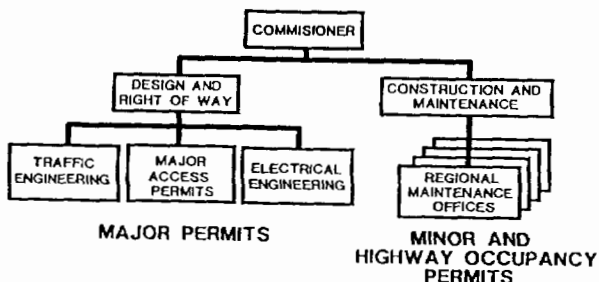 COMMISIONER
DESIGN AND
RIGHT OF WAY
CONSTRUCTION AND
MAINTENANCE
TRAFFIC
ENGINEERING
MAJOR
ACCESS
PERMITS
ELECTRICAL
ENGINEERING
REGIONAL
MAINTENANCE
OFFICES
MAJOR PERMITS
MINOR AND
HIGHWAY OCCUPANCY
PERMITS